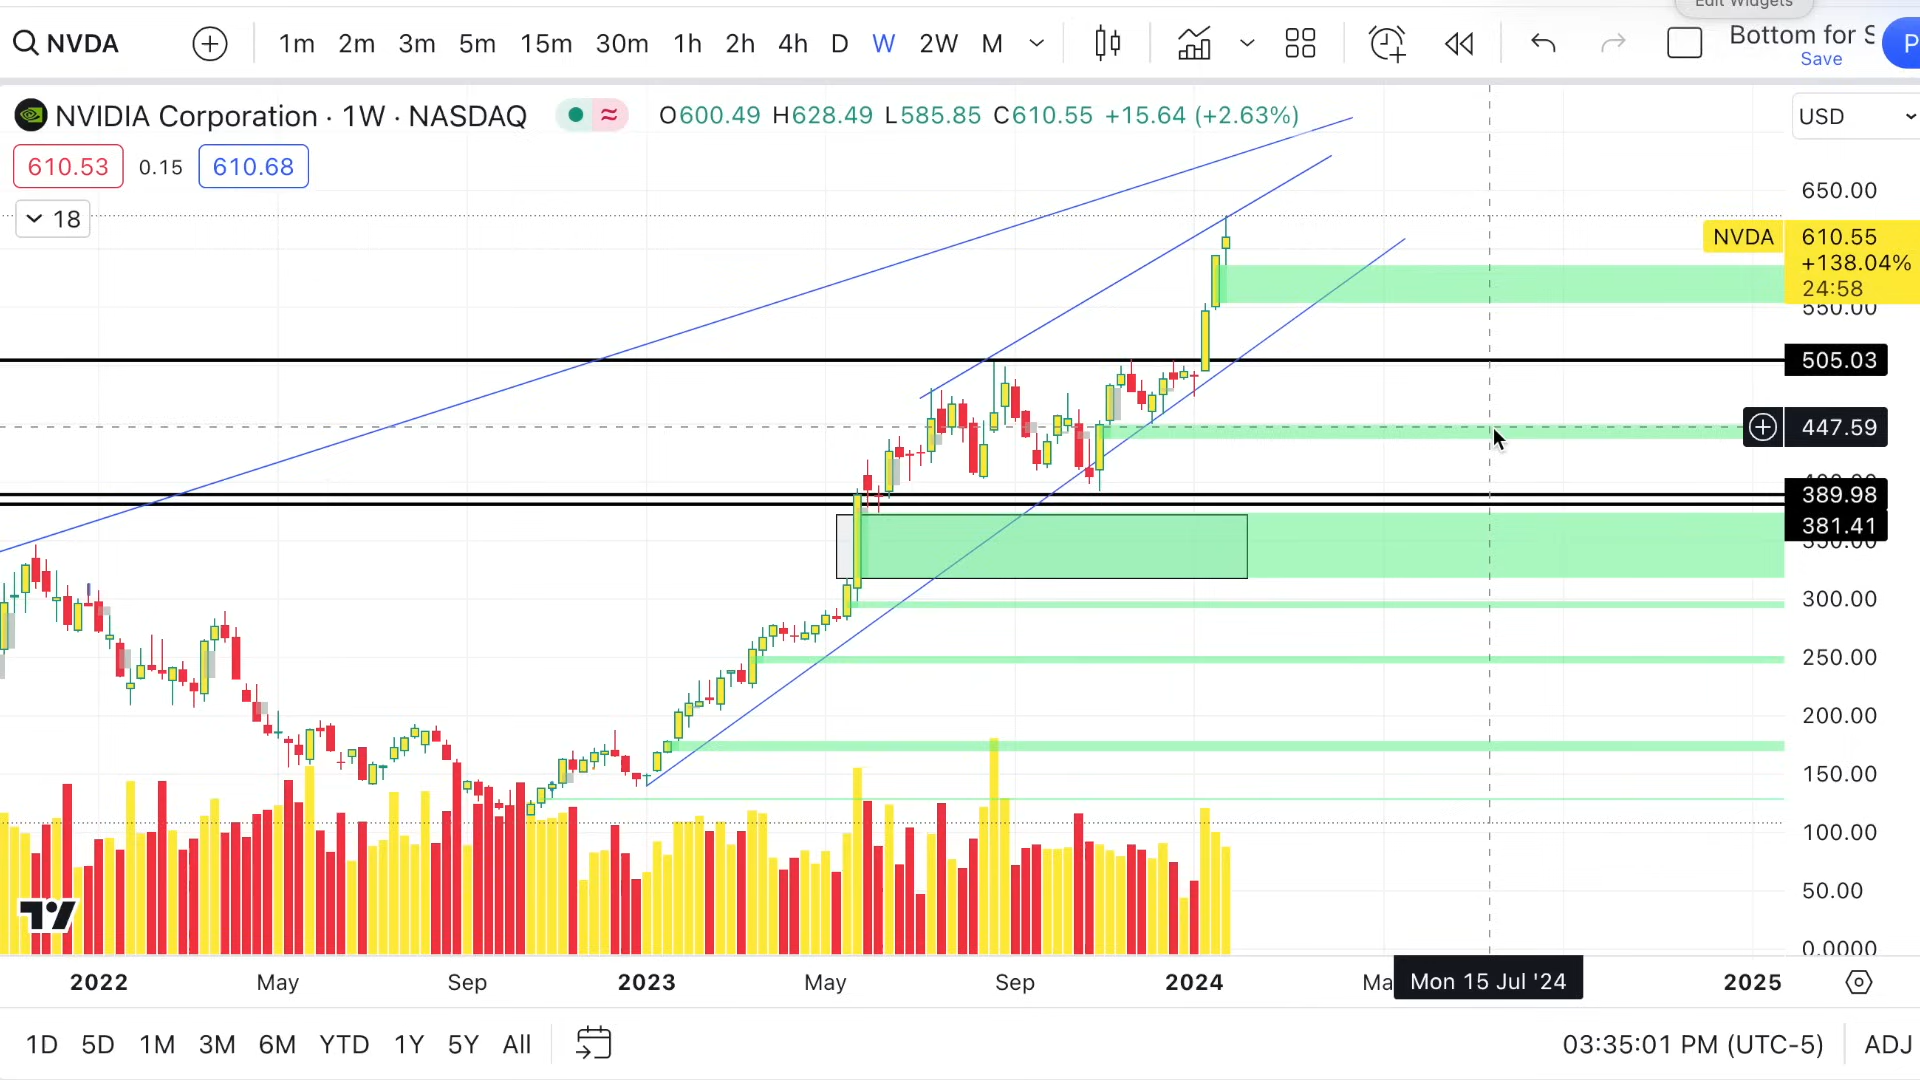 Edit Widgets
NVDA 1m 2m 3m 5m 15m 30m 1h 2h 4h D W 2W M Bottom for S
Save P
NVIDIA Corporation · 1W · NASDAQ ≈ O600.49 H628.49 L585.85 C610.55 +15.64 (+2.63%) USD
610.53 0.15 610.68
650.00
18
NVDA 610.55
+138.04%
24:58
550.00
505.03
447.59
400.00
389.98
381.41
350.00
300.00
250.00
200.00
150.00
100.00
50.00
0.0000
2022 May Sep 2023 May Sep 2024 Ma Mon 15 Jul '24 2025
1D 5D 1M 3M 6M YTD 1Y 5Y All 03:35:01 PM (UTC-5) ADJ